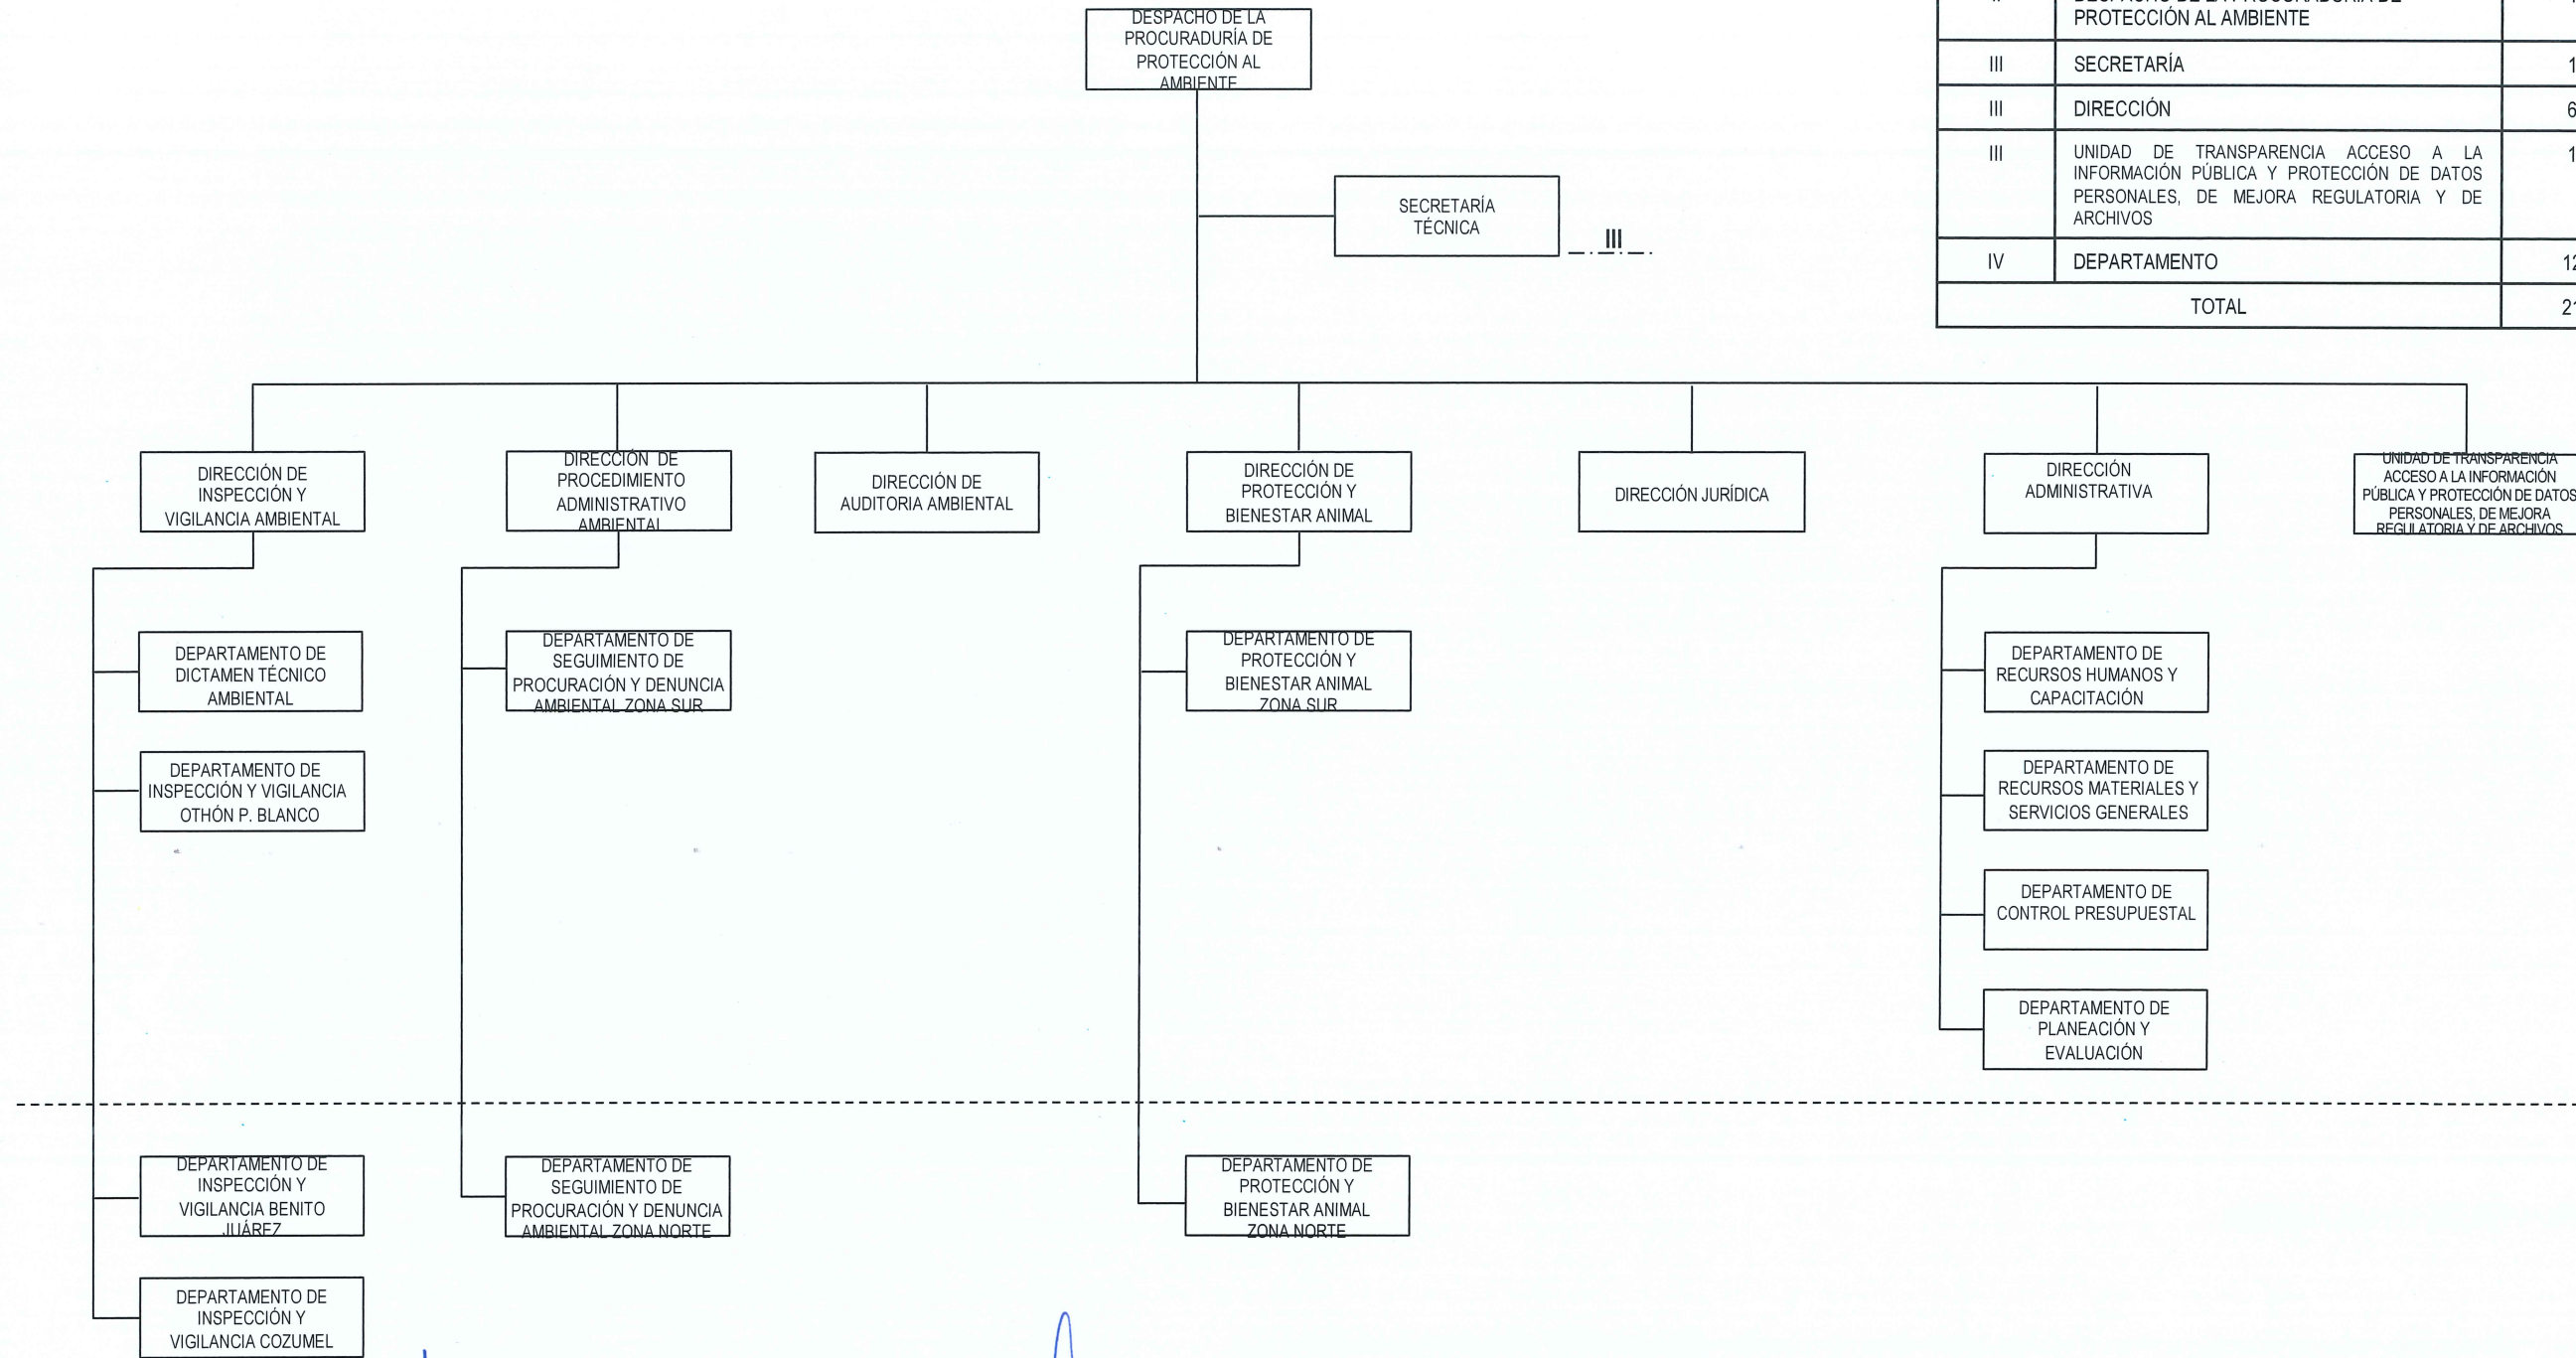 DESPACHO DE LA
PROCURADURÍA DE
PROTECCIÓN AL
AMBIENTE
PROTECCIÓN AL AMBIENTE
III SECRETARÍA 1
III DIRECCIÓN 6
III UNIDAD DE TRANSPARENCIA ACCESO A LA 1
INFORMACIÓN PÚBLICA Y PROTECCIÓN DE DATOS
PERSONALES, DE MEJORA REGULATORIA Y DE
ARCHIVOS
IV DEPARTAMENTO 12
TOTAL 21
SECRETARÍA
TÉCNICA
III
DIRECCIÓN DE
INSPECCIÓN Y
VIGILANCIA AMBIENTAL
DIRECCIÓN DE
PROCEDIMIENTO
ADMINISTRATIVO
AMBIENTAL
DIRECCIÓN DE
AUDITORIA AMBIENTAL
DIRECCIÓN DE
PROTECCIÓN Y
BIENESTAR ANIMAL
DIRECCIÓN JURÍDICA
DIRECCIÓN
ADMINISTRATIVA
UNIDAD DE TRANSPARENCIA
ACCESO A LA INFORMACIÓN
PÚBLICA Y PROTECCIÓN DE DATOS
PERSONALES, DE MEJORA
REGULATORIA Y DE ARCHIVOS
DEPARTAMENTO DE
DICTAMEN TÉCNICO
AMBIENTAL
DEPARTAMENTO DE
SEGUIMIENTO DE
PROCURACIÓN Y DENUNCIA
AMBIENTAL ZONA SUR
DEPARTAMENTO DE
PROTECCIÓN Y
BIENESTAR ANIMAL
ZONA SUR
DEPARTAMENTO DE
RECURSOS HUMANOS Y
CAPACITACIÓN
DEPARTAMENTO DE
INSPECCIÓN Y VIGILANCIA
OTHÓN P. BLANCO
DEPARTAMENTO DE
RECURSOS MATERIALES Y
SERVICIOS GENERALES
DEPARTAMENTO DE
CONTROL PRESUPUESTAL
DEPARTAMENTO DE
PLANEACIÓN Y
EVALUACIÓN
DEPARTAMENTO DE
INSPECCIÓN Y
VIGILANCIA BENITO
JUÁREZ
DEPARTAMENTO DE
SEGUIMIENTO DE
PROCURACIÓN Y DENUNCIA
AMBIENTAL ZONA NORTE
DEPARTAMENTO DE
PROTECCIÓN Y
BIENESTAR ANIMAL
ZONA NORTE
DEPARTAMENTO DE
INSPECCIÓN Y
VIGILANCIA COZUMEL